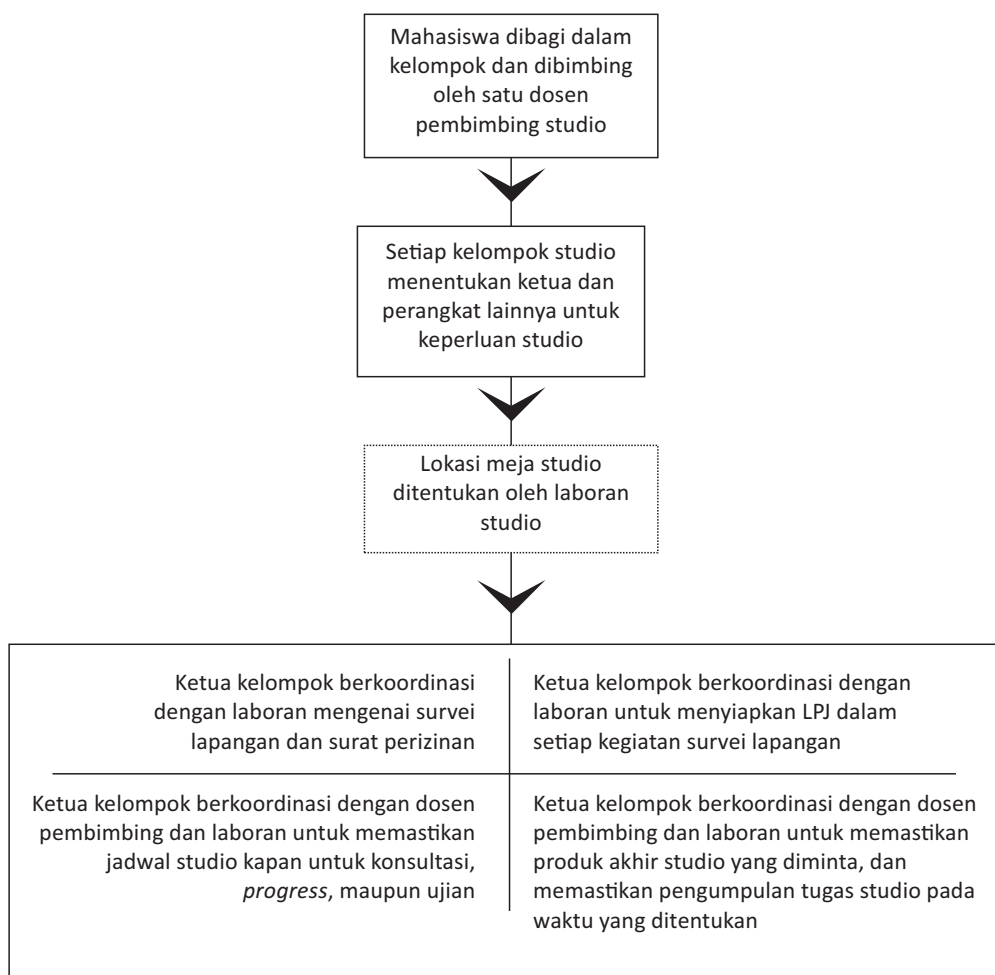 Mahasiswa dibagi dalam
kelompok dan dibimbing
oleh satu dosen
pembimbing studio
Setiap kelompok studio
menentukan ketua dan
perangkat lainnya untuk
keperluan studio
Lokasi meja studio
ditentukan oleh laboran
studio
Ketua kelompok berkoordinasi
dengan laboran mengenai survei
lapangan dan surat perizinan
Ketua kelompok berkoordinasi dengan
laboran untuk menyiapkan LPJ dalam
setiap kegiatan survei lapangan
Ketua kelompok berkoordinasi dengan dosen
pembimbing dan laboran untuk memastikan
jadwal studio kapan untuk konsultasi,
progress, maupun ujian
Ketua kelompok berkoordinasi dengan dosen
pembimbing dan laboran untuk memastikan
produk akhir studio yang diminta, dan
memastikan pengumpulan tugas studio pada
waktu yang ditentukan